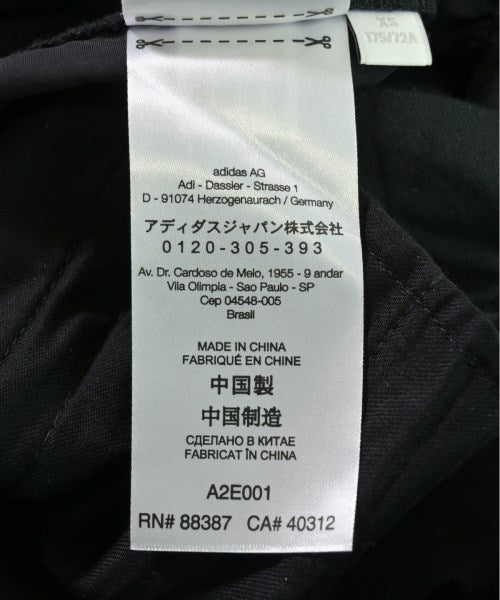 XS
175/72A
adidas AG
Adi - Dassler - Strasse 1
D - 91074 Herzogenaurach / Germany
アディダスジャパン株式会社
0120-305-393
Av. Dr. Cardoso de Melo, 1955 - 9 andar
Vila Olimpia - Sao Paulo - SP
Cep 04548-005
Brasil
MADE IN CHINA
FABRIQUÉ EN CHINE
中国製
中国制造
СДЕЛАНО В КИТАЕ
FABRICAT ÎN CHINA
A2E001
RN# 88387 CA# 40312